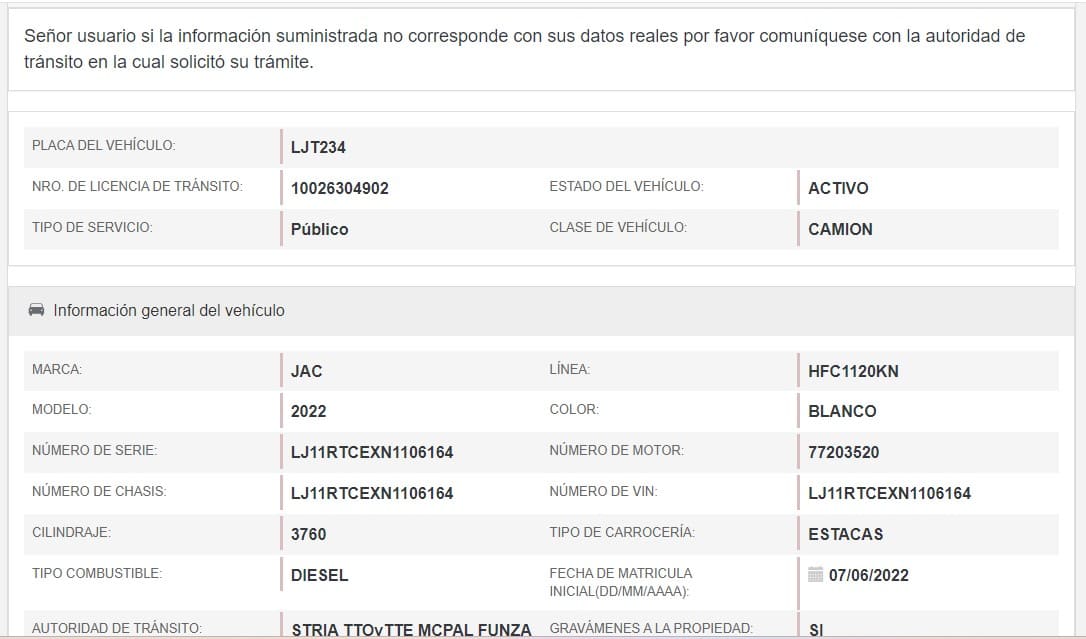 Señor usuario si la información suministrada no corresponde con sus datos reales por favor comuníquese con la autoridad de
tránsito en la cual solicitó su trámite.
PLACA DEL VEHÍCULO: LJT234
NRO. DE LICENCIA DE TRÁNSITO: 10026304902 ESTADO DEL VEHÍCULO: ACTIVO
TIPO DE SERVICIO: Público CLASE DE VEHÍCULO: CAMION
Información general del vehículo
MARCA: JAC LÍNEA: HFC1120KN
MODELO: 2022 COLOR: BLANCO
NÚMERO DE SERIE: LJ11RTCEXN1106164 NÚMERO DE MOTOR: 77203520
NÚMERO DE CHASIS: LJ11RTCEXN1106164 NÚMERO DE VIN: LJ11RTCEXN1106164
CILINDRAJE: 3760 TIPO DE CARROCERÍA: ESTACAS
TIPO COMBUSTIBLE: DIESEL FECHA DE MATRICULA 07/06/2022
INICIAL(DD/MM/AAAA):
AUTORIDAD DE TRÁNSITO: STRIA TTOyTTE MCPAL FUNZA GRAVÁMENES A LA PROPIEDAD: SI